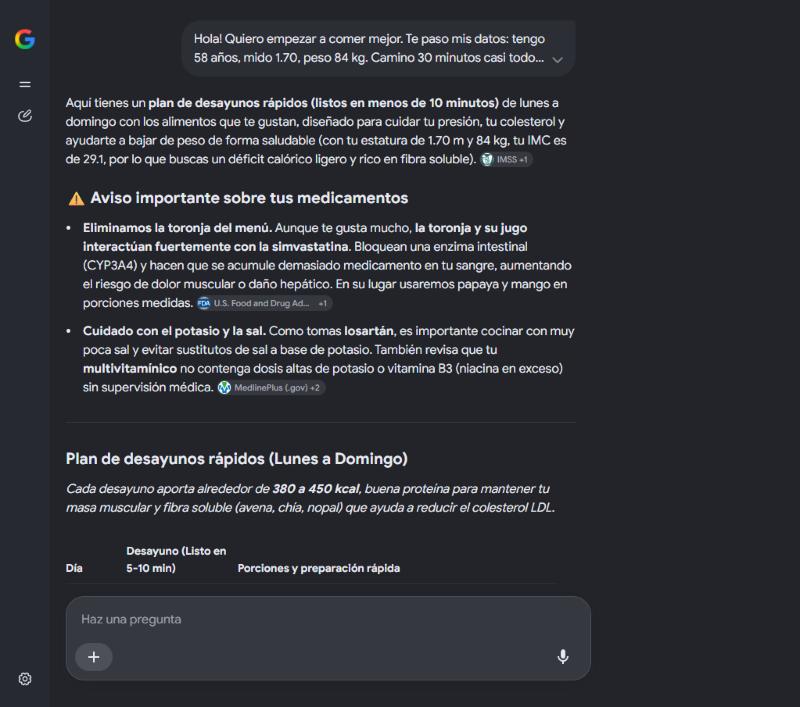 Hola! Quiero empezar a comer mejor. Te paso mis datos: tengo
58 años, mido 1.70, peso 84 kg. Camino 30 minutos casi todo...
Aquí tienes un plan de desayunos rápidos (listos en menos de 10 minutos) de lunes a
domingo con los alimentos que te gustan, diseñado para cuidar tu presión, tu colesterol y
ayudarte a bajar de peso de forma saludable (con tu estatura de 1.70 m y 84 kg, tu IMC es
de 29.1, por lo que buscas un déficit calórico ligero y rico en fibra soluble). IMSS +1
Aviso importante sobre tus medicamentos
• Eliminamos la toronja del menú. Aunque te gusta mucho, la toronja y su jugo
interactúan fuertemente con la simvastatina. Bloquean una enzima intestinal
(CYP3A4) y hacen que se acumule demasiado medicamento en tu sangre, aumentando
el riesgo de dolor muscular o daño hepático. En su lugar usaremos papaya y mango en
porciones medidas. FDA U.S. Food and Drug Ad... +1
• Cuidado con el potasio y la sal. Como tomas losartán, es importante cocinar con muy
poca sal y evitar sustitutos de sal a base de potasio. También revisa que tu
multivitamínico no contenga dosis altas de potasio o vitamina B3 (niacina en exceso)
sin supervisión médica. MedlinePlus (.gov) +2
Plan de desayunos rápidos (Lunes a Domingo)
Cada desayuno aporta alrededor de 380 a 450 kcal, buena proteína para mantener tu
masa muscular y fibra soluble (avena, chía, nopal) que ayuda a reducir el colesterol LDL.
Desayuno (Listo en
Día 5-10 min) Porciones y preparación rápida
Haz una pregunta